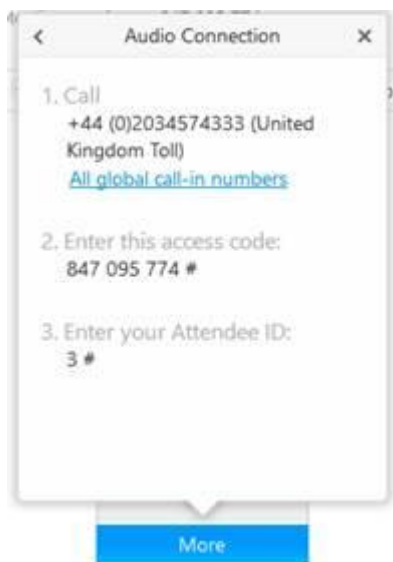 Audio Connection
1. Call
+44 (0)2034574333 (United
Kingdom Toll)
All global call-in numbers
2. Enter this access code:
847 095 774 #
3. Enter your Attendee ID:
3 #
More